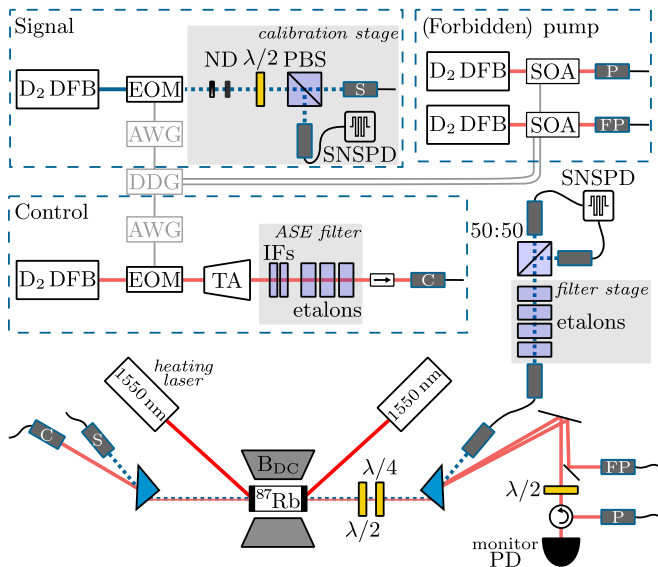 Signal
calibration stage
ND λ/2 PBS
D₂ DFB
EOM
S
AWG
SNSPD
DDG
(Forbidden) pump
D₂ DFB
SOA
P
D₂ DFB
SOA
FP
Control
AWG
ASE filter
IFs
D₂ DFB
EOM
TA
etalons
C
SNSPD
50:50
filter stage
etalons
heating
laser
1550 nm
1550 nm
C
S
B_DC
⁸⁷Rb
λ/4
λ/2
FP
λ/2
P
monitor
PD